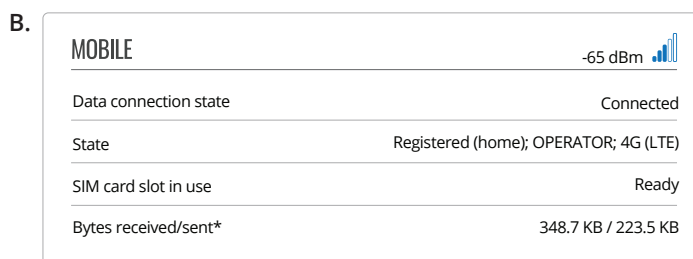 B.
MOBILE -65 dBm
Data connection state Connected
State Registered (home); OPERATOR; 4G (LTE)
SIM card slot in use Ready
Bytes received/sent* 348.7 KB / 223.5 KB